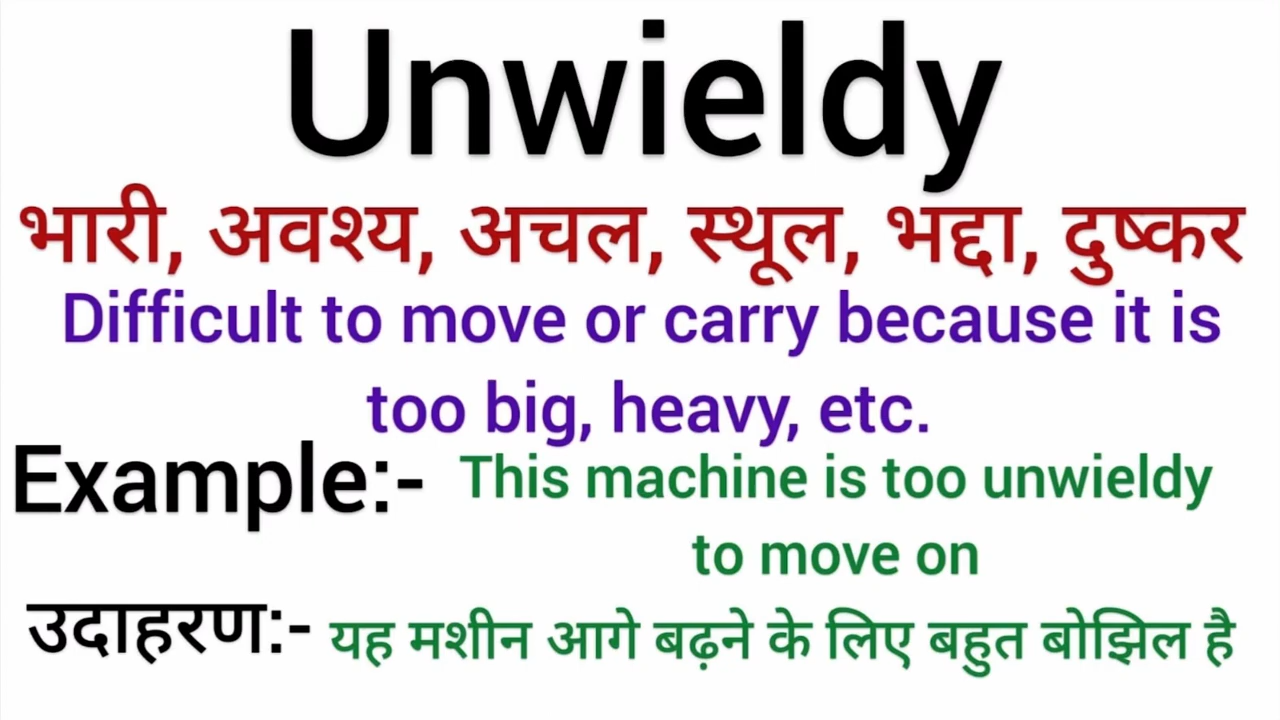 Unwieldy
भारी, अवश्य, अचल, स्थूल, भद्दा, दुष्कर
Difficult to move or carry because it is
too big, heavy, etc.
Example:- This machine is too unwieldy
to move on
उदाहरण:- यह मशीन आगे बढ़ने के लिए बहुत बोझिल है